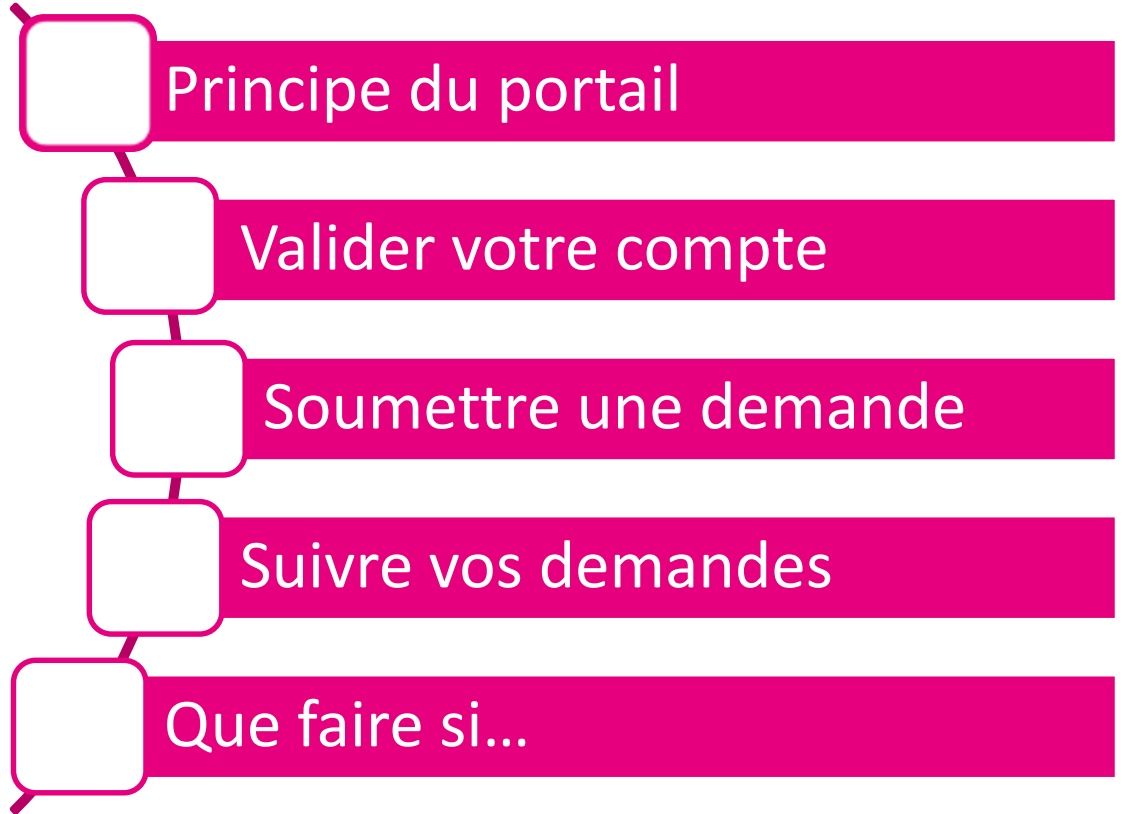 Principe du portail
Valider votre compte
Soumettre une demande
Suivre vos demandes
Que faire si…